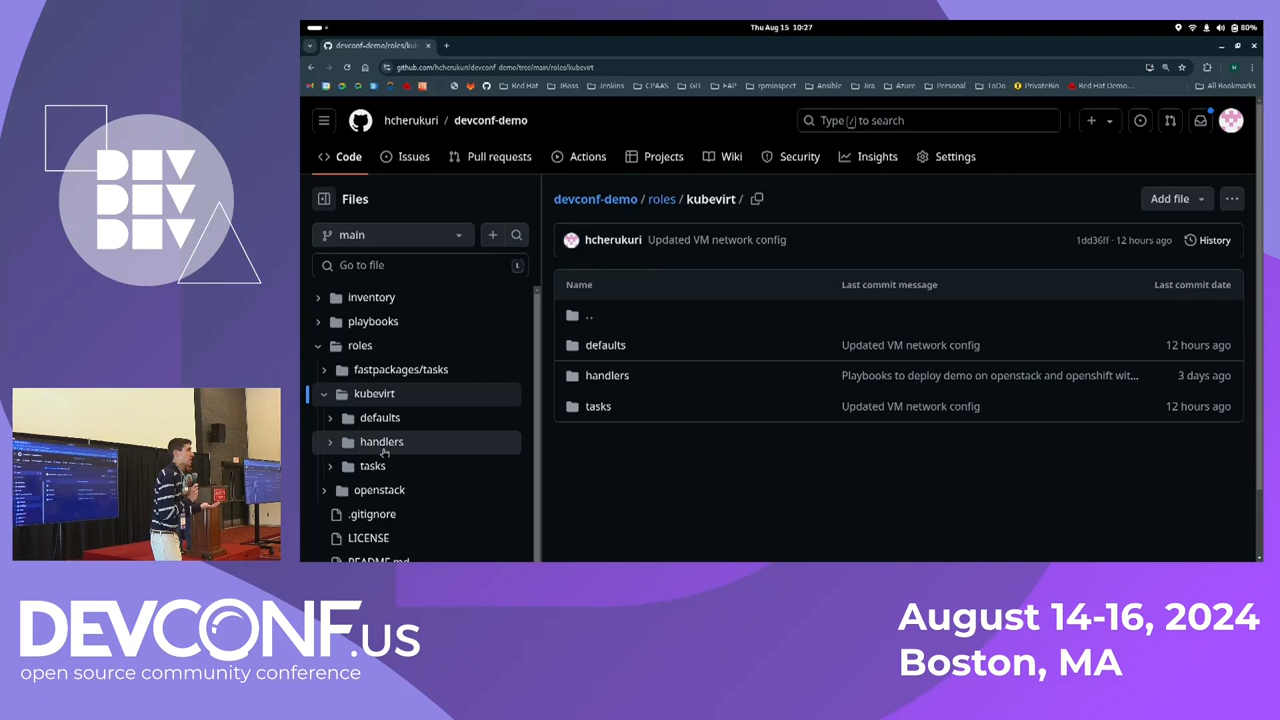 Thu Aug 15 10:27
80%
devconf-demo/roles/kub
github.com/hcherukuri/devconf-demo/tree/main/roles/kubevirt
Red Hat JBoss Jenkins CPAAS GIT EAP rpminspect Ansible Jira Azure Personal ToDo PrivateBin Red Hat Demo... All Bookmarks
hcherukuri / devconf-demo
Type / to search
Code Issues Pull requests Actions Projects Wiki Security Insights Settings
Files
devconf-demo / roles / kubevirt /
Add file
main
hcherukuri Updated VM network config
1dd36ff · 12 hours ago History
Go to file L
Name Last commit message Last commit date
inventory
playbooks
roles
fastpackages/tasks
kubevirt
defaults
handlers
tasks
openstack
.gitignore
LICENSE
README.md
..
defaults Updated VM network config 12 hours ago
handlers Playbooks to deploy demo on openstack and openshift wit... 3 days ago
tasks Updated VM network config 12 hours ago
DEV
DEV
DEV
DEVCONF.US
open source community conference
August 14-16, 2024
Boston, MA